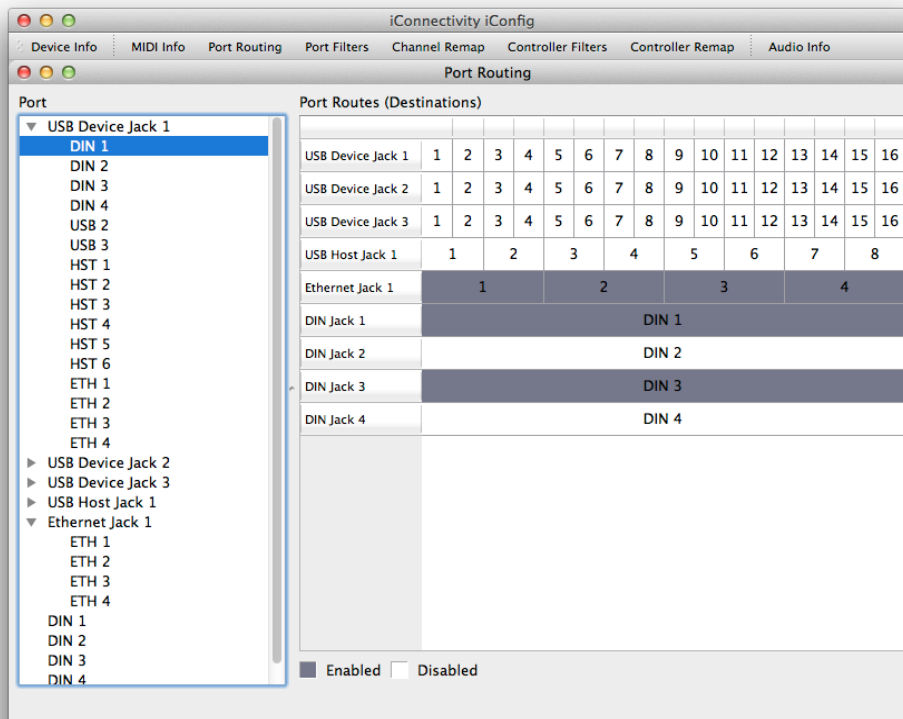 iConnectivity iConfig
Device Info MIDI Info Port Routing Port Filters Channel Remap Controller Filters Controller Remap Audio Info
Port Routing
Port
USB Device Jack 1
DIN 1
DIN 2
DIN 3
DIN 4
USB 2
USB 3
HST 1
HST 2
HST 3
HST 4
HST 5
HST 6
ETH 1
ETH 2
ETH 3
ETH 4
USB Device Jack 2
USB Device Jack 3
USB Host Jack 1
Ethernet Jack 1
ETH 1
ETH 2
ETH 3
ETH 4
DIN 1
DIN 2
DIN 3
DIN 4
Port Routes (Destinations)
USB Device Jack 1 1 2 3 4 5 6 7 8 9 10 11 12 13 14 15 16
USB Device Jack 2 1 2 3 4 5 6 7 8 9 10 11 12 13 14 15 16
USB Device Jack 3 1 2 3 4 5 6 7 8 9 10 11 12 13 14 15 16
USB Host Jack 1 1 2 3 4 5 6 7 8
Ethernet Jack 1 1 2 3 4
DIN Jack 1 DIN 1
DIN Jack 2 DIN 2
DIN Jack 3 DIN 3
DIN Jack 4 DIN 4
Enabled Disabled